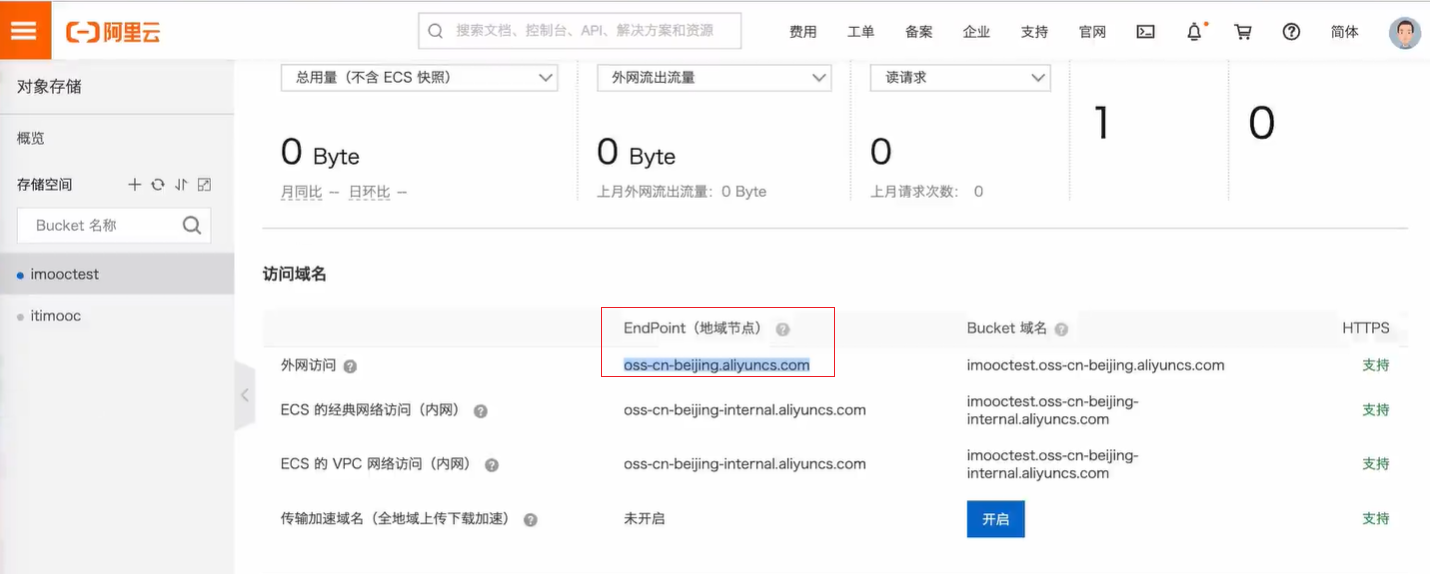 阿里云
搜索文档、控制台、API、解决方案和资源
费用 工单 备案 企业 支持 官网 简体
对象存储
概览
存储空间
Bucket 名称
imooctest
itimooc
总用量（不含 ECS 快照） 外网流出流量 读请求
0 Byte 0 Byte 0 1 0
月同比 -- 日环比 -- 上月外网流出流量：0 Byte 上月请求次数： 0
访问域名
EndPoint（地域节点） Bucket 域名 HTTPS
外网访问 oss-cn-beijing.aliyuncs.com imooctest.oss-cn-beijing.aliyuncs.com 支持
ECS 的经典网络访问（内网） oss-cn-beijing-internal.aliyuncs.com imooctest.oss-cn-beijing-
internal.aliyuncs.com 支持
ECS 的 VPC 网络访问（内网） oss-cn-beijing-internal.aliyuncs.com imooctest.oss-cn-beijing-
internal.aliyuncs.com 支持
传输加速域名（全地域上传下载加速） 未开启 开启 支持